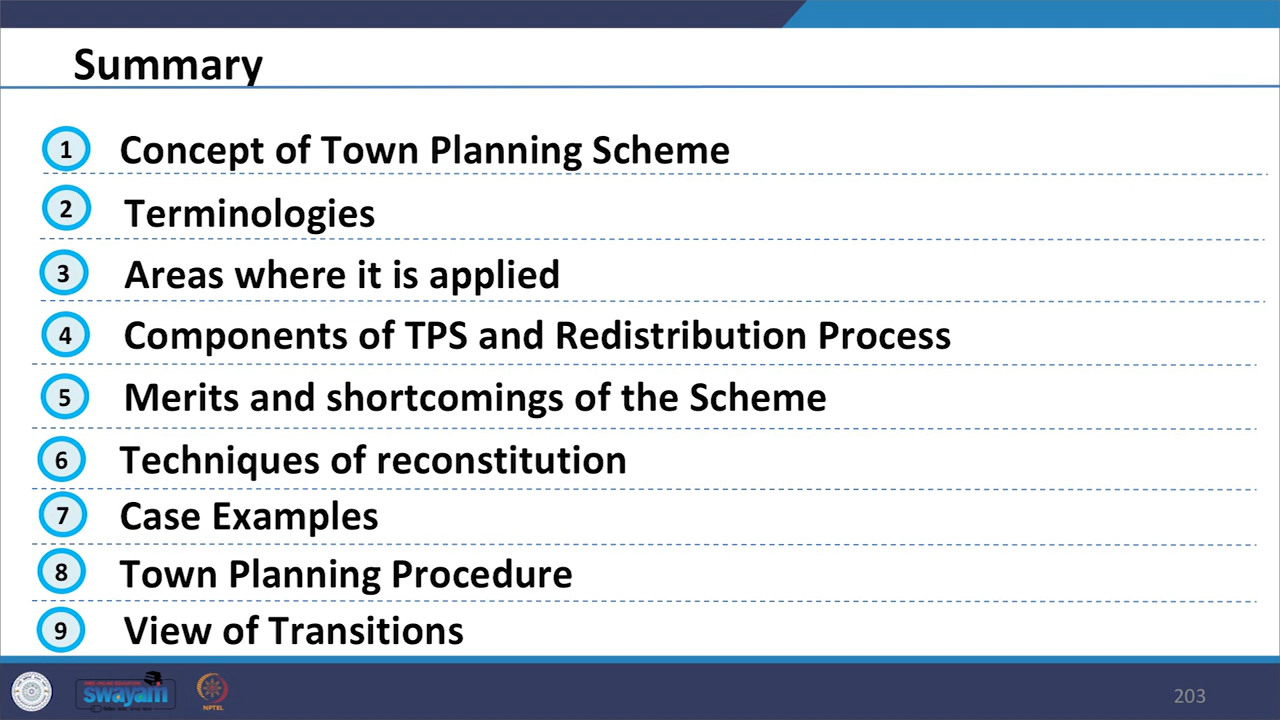 Summary
1 Concept of Town Planning Scheme
2 Terminologies
3 Areas where it is applied
4 Components of TPS and Redistribution Process
5 Merits and shortcomings of the Scheme
6 Techniques of reconstitution
7 Case Examples
8 Town Planning Procedure
9 View of Transitions
swayam
NPTEL
203